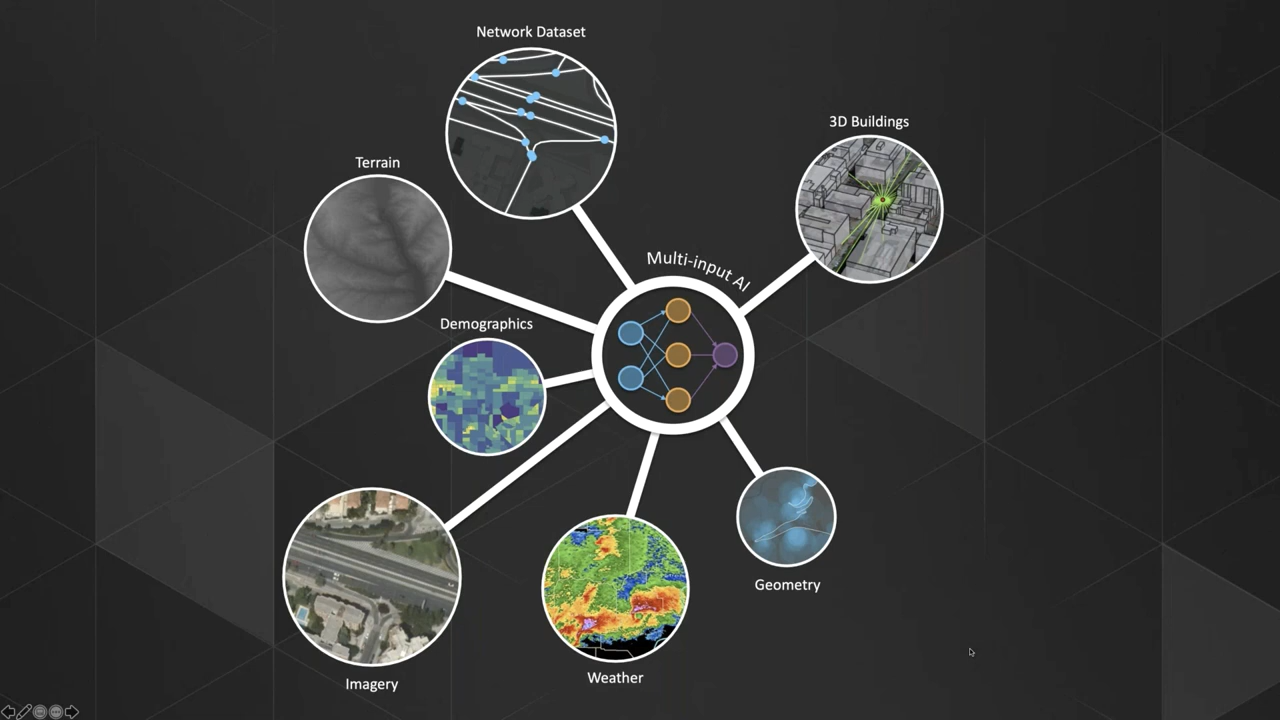 Network Dataset
3D Buildings
Terrain
Multi-input AI
Demographics
Geometry
Weather
Imagery